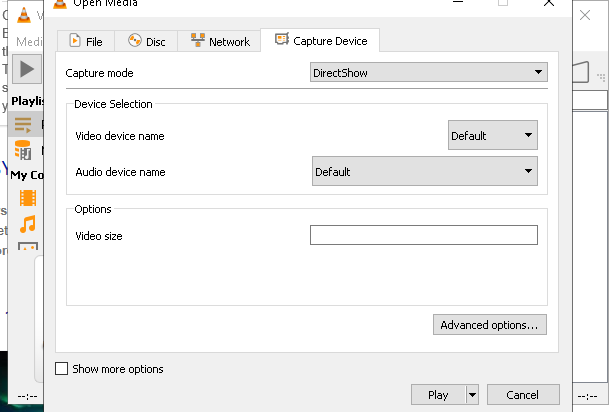 Open Media
File
Disc
Network
Capture Device
Medi
Capture mode
DirectShow
Playlis
Device Selection
Video device name
Default
Audio device name
Default
My Co
Options
Video size
Advanced options...
Show more options
Play
Cancel
--:--
--:--